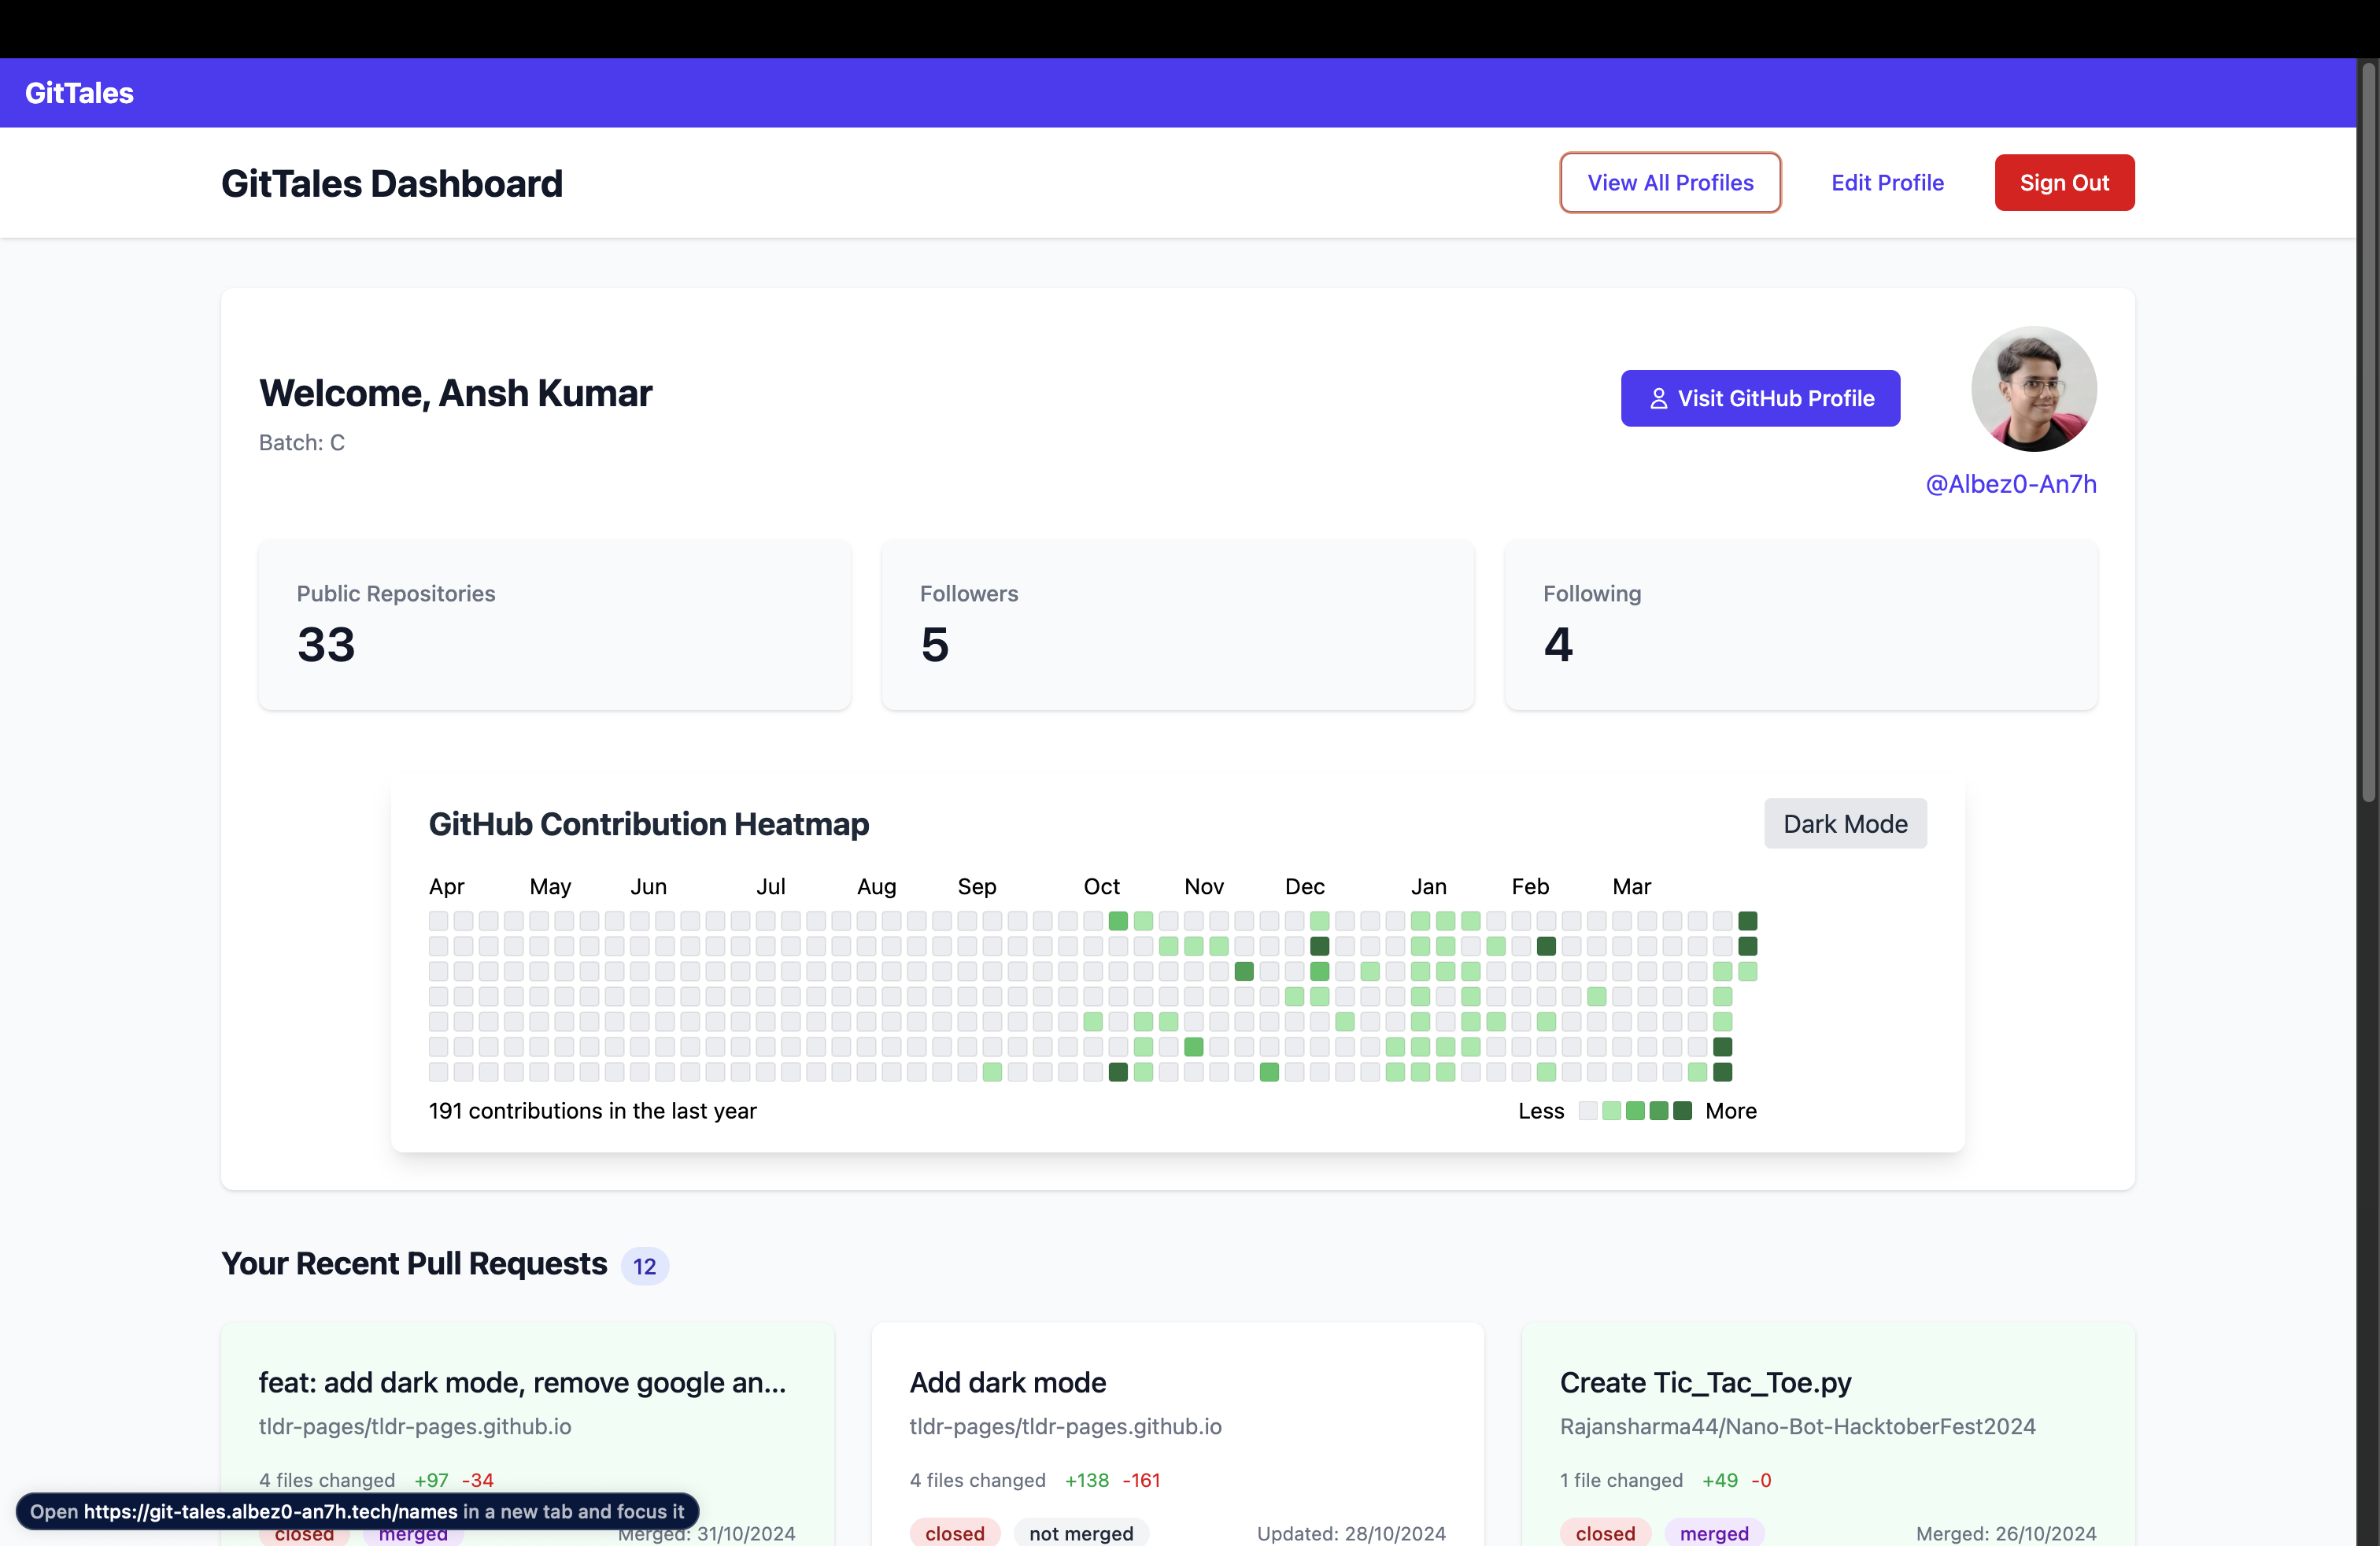 GitTales
GitTales Dashboard
View All Profiles
Edit Profile
Sign Out
Welcome, Ansh Kumar
Batch: C
Visit GitHub Profile
@Albez0-An7h
Public Repositories
33
Followers
5
Following
4
GitHub Contribution Heatmap
Dark Mode
Apr May Jun Jul Aug Sep Oct Nov Dec Jan Feb Mar
191 contributions in the last year
Less More
Your Recent Pull Requests 12
feat: add dark mode, remove google an...
tldr-pages/tldr-pages.github.io
4 files changed +97 -34
closed merged Merged: 31/10/2024
Add dark mode
tldr-pages/tldr-pages.github.io
4 files changed +138 -161
closed not merged Updated: 28/10/2024
Create Tic_Tac_Toe.py
Rajansharma44/Nano-Bot-HacktoberFest2024
1 file changed +49 -0
closed merged Merged: 26/10/2024
Open https://git-tales.albez0-an7h.tech/names in a new tab and focus it